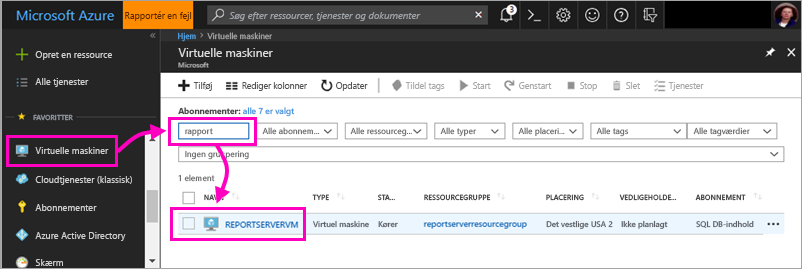 Microsoft Azure Rapportér en fejl Søg efter ressourcer, tjenester og dokumenter 3
Hjem > Virtuelle maskiner
Virtuelle maskiner
Microsoft
Opret en ressource
Alle tjenester
FAVORITTER
Virtuelle maskiner
Cloudtjenester (klassisk)
Abonnementer
Azure Active Directory
Skærm
Tilføj Rediger kolonner Opdater Tildel tags Start Genstart Stop Slet Tjenester
Abonnementer: alle 7 er valgt
rapport Alle abonnem... Alle ressourceg... Alle typer Alle placeri... Alle tags Alle tagværdier
Ingen gruppering
1 element
TYPE STA... RESSOURCEGRUPPE PLACERING VEDLIGEHOLDE... ABONNEMENT
REPORTSERVERVM Virtuel maskine Kører reportserverresourcegroup Det vestlige USA 2 Ikke planlagt SQL DB-indhold